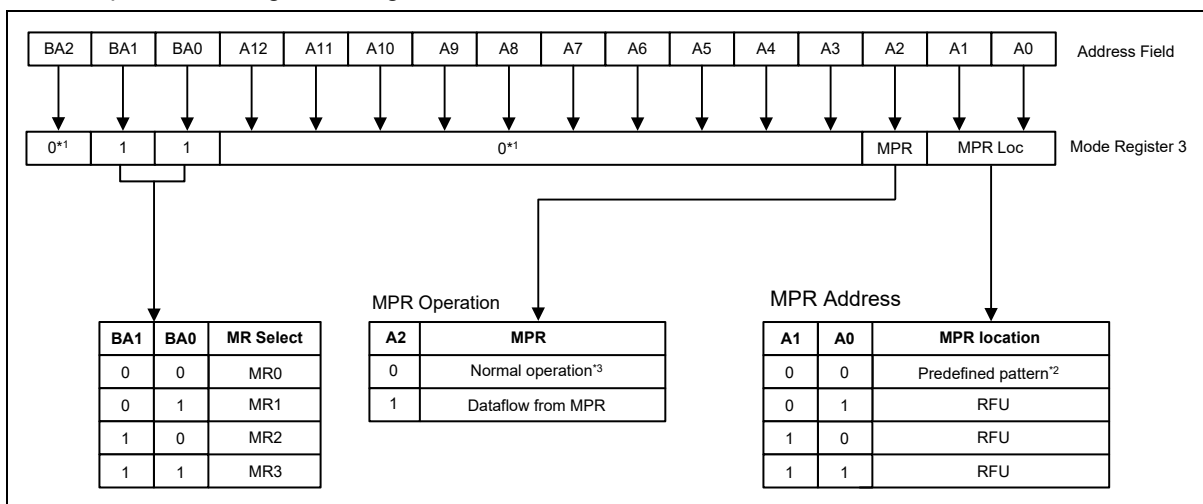 BA2 BA1 BA0 A12 A11 A10 A9 A8 A7 A6 A5 A4 A3 A2 A1 A0 Address Field
0*1 1 1 0*1 MPR MPR Loc Mode Register 3
MPR Operation
MPR Address
BA1 BA0 MR Select
0 0 MR0
0 1 MR1
1 0 MR2
1 1 MR3
A2 MPR
0 Normal operation*3
1 Dataflow from MPR
A1 A0 MPR location
0 0 Predefined pattern*2
0 1 RFU
1 0 RFU
1 1 RFU